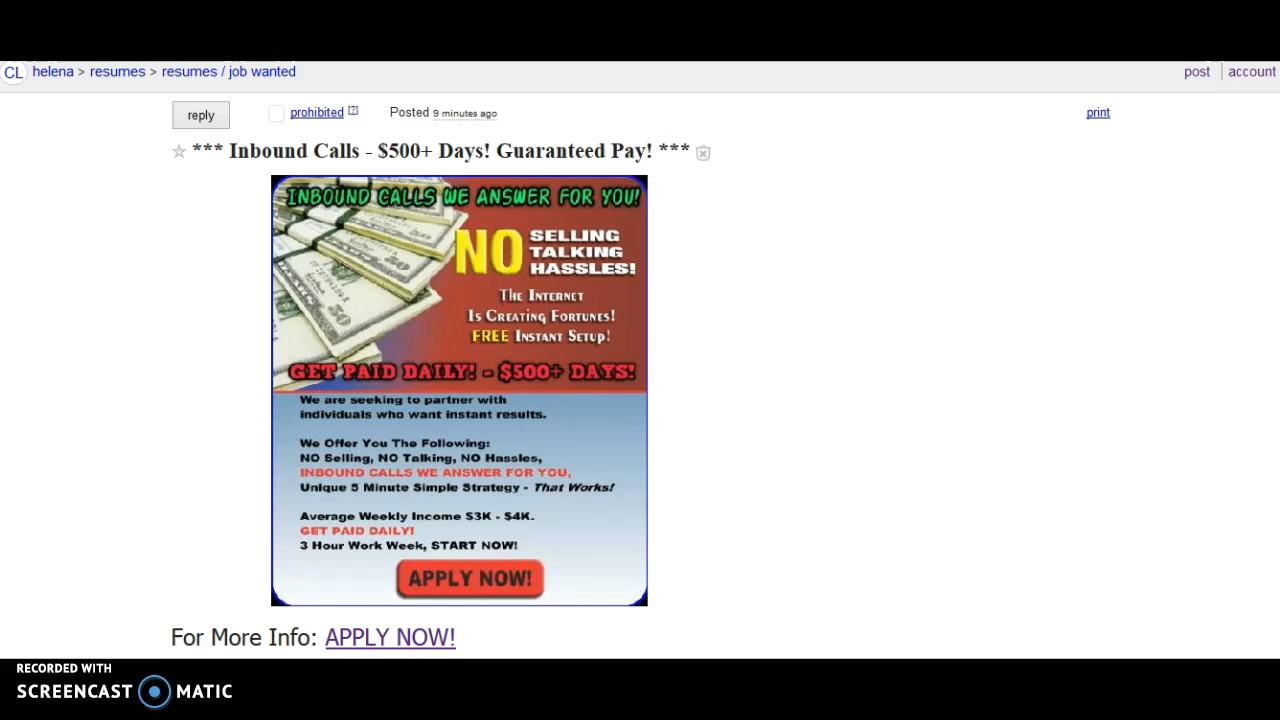 CL helena > resumes > resumes / job wanted post account
reply prohibited [?] Posted 9 minutes ago print
*** Inbound Calls - $500+ Days! Guaranteed Pay! ***
INBOUND CALLS WE ANSWER FOR YOU!
NO SELLING
TALKING
HASSLES!
The Internet
Is Creating Fortunes!
FREE Instant Setup!
GET PAID DAILY! - $500+ DAYS!
We are seeking to partner with
individuals who want instant results.
We Offer You The Following:
NO Selling, NO Talking, NO Hassles,
INBOUND CALLS WE ANSWER FOR YOU,
Unique 5 Minute Simple Strategy - That Works!
Average Weekly Income $3K - $4K.
GET PAID DAILY!
3 Hour Work Week, START NOW!
APPLY NOW!
For More Info: APPLY NOW!
RECORDED WITH
SCREENCAST MATIC